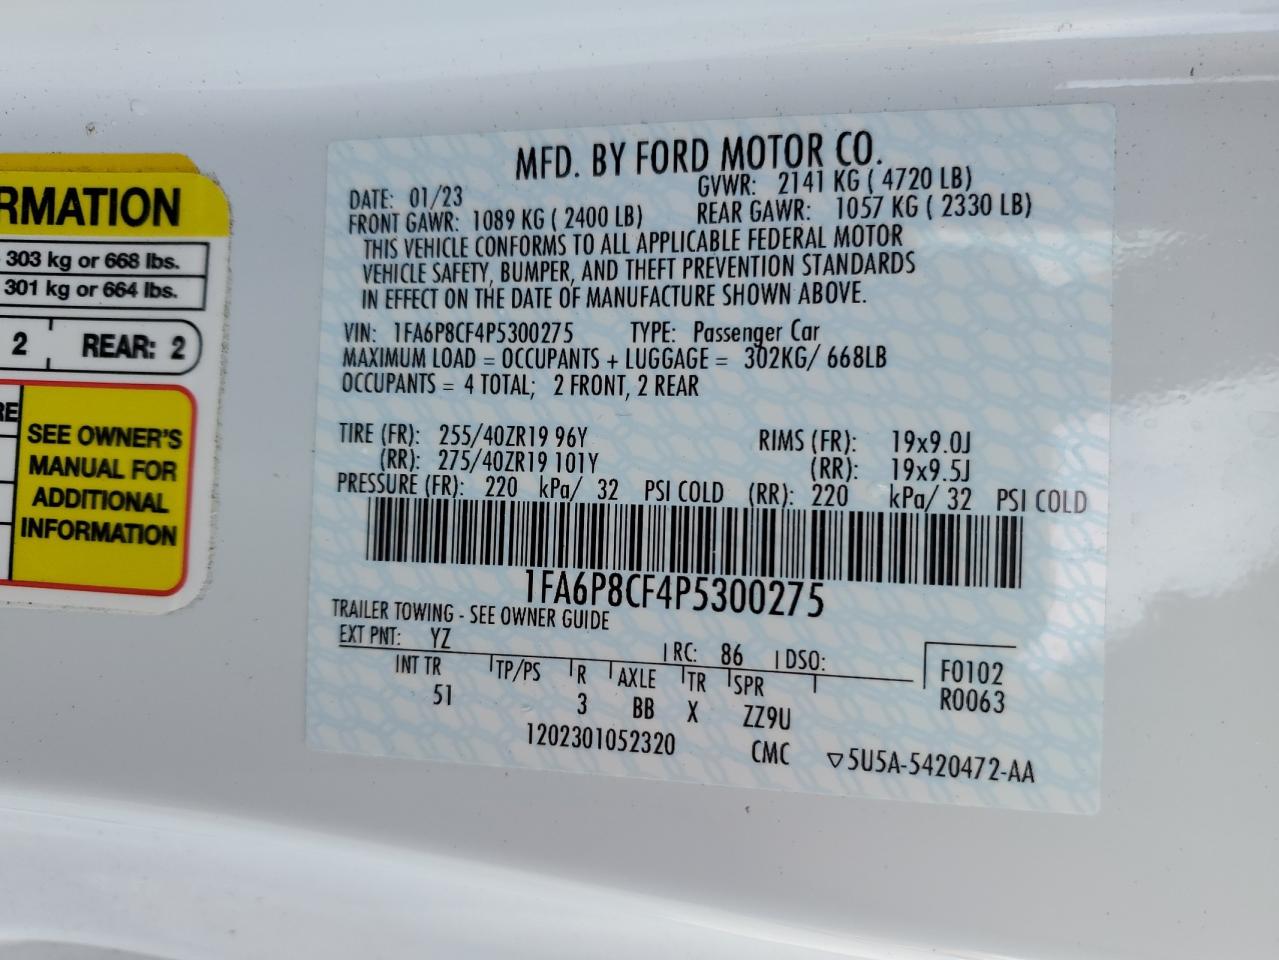 RMATION
303 kg or 668 lbs.
301 kg or 664 lbs.
2 REAR: 2
RE
SEE OWNER'S
MANUAL FOR
ADDITIONAL
INFORMATION
MFD. BY FORD MOTOR CO.
DATE: 01/23 GVWR: 2141 KG ( 4720 LB)
FRONT GAWR: 1089 KG ( 2400 LB) REAR GAWR: 1057 KG ( 2330 LB)
THIS VEHICLE CONFORMS TO ALL APPLICABLE FEDERAL MOTOR
VEHICLE SAFETY, BUMPER, AND THEFT PREVENTION STANDARDS
IN EFFECT ON THE DATE OF MANUFACTURE SHOWN ABOVE.
VIN: 1FA6P8CF4P5300275 TYPE: Passenger Car
MAXIMUM LOAD = OCCUPANTS + LUGGAGE = 302KG/ 668LB
OCCUPANTS = 4 TOTAL; 2 FRONT, 2 REAR
TIRE (FR): 255/40ZR19 96Y RIMS (FR): 19x9.0J
(RR): 275/40ZR19 101Y (RR): 19x9.5J
PRESSURE (FR): 220 kPa/ 32 PSI COLD (RR): 220 kPa/ 32 PSI COLD
1FA6P8CF4P5300275
TRAILER TOWING - SEE OWNER GUIDE
EXT PNT: YZ RC: 86 DSO: F0102
INT TR TP/PS R AXLE TR SPR R0063
51 3 BB X ZZ9U
1202301052320 CMC ▽5U5A-5420472-AA